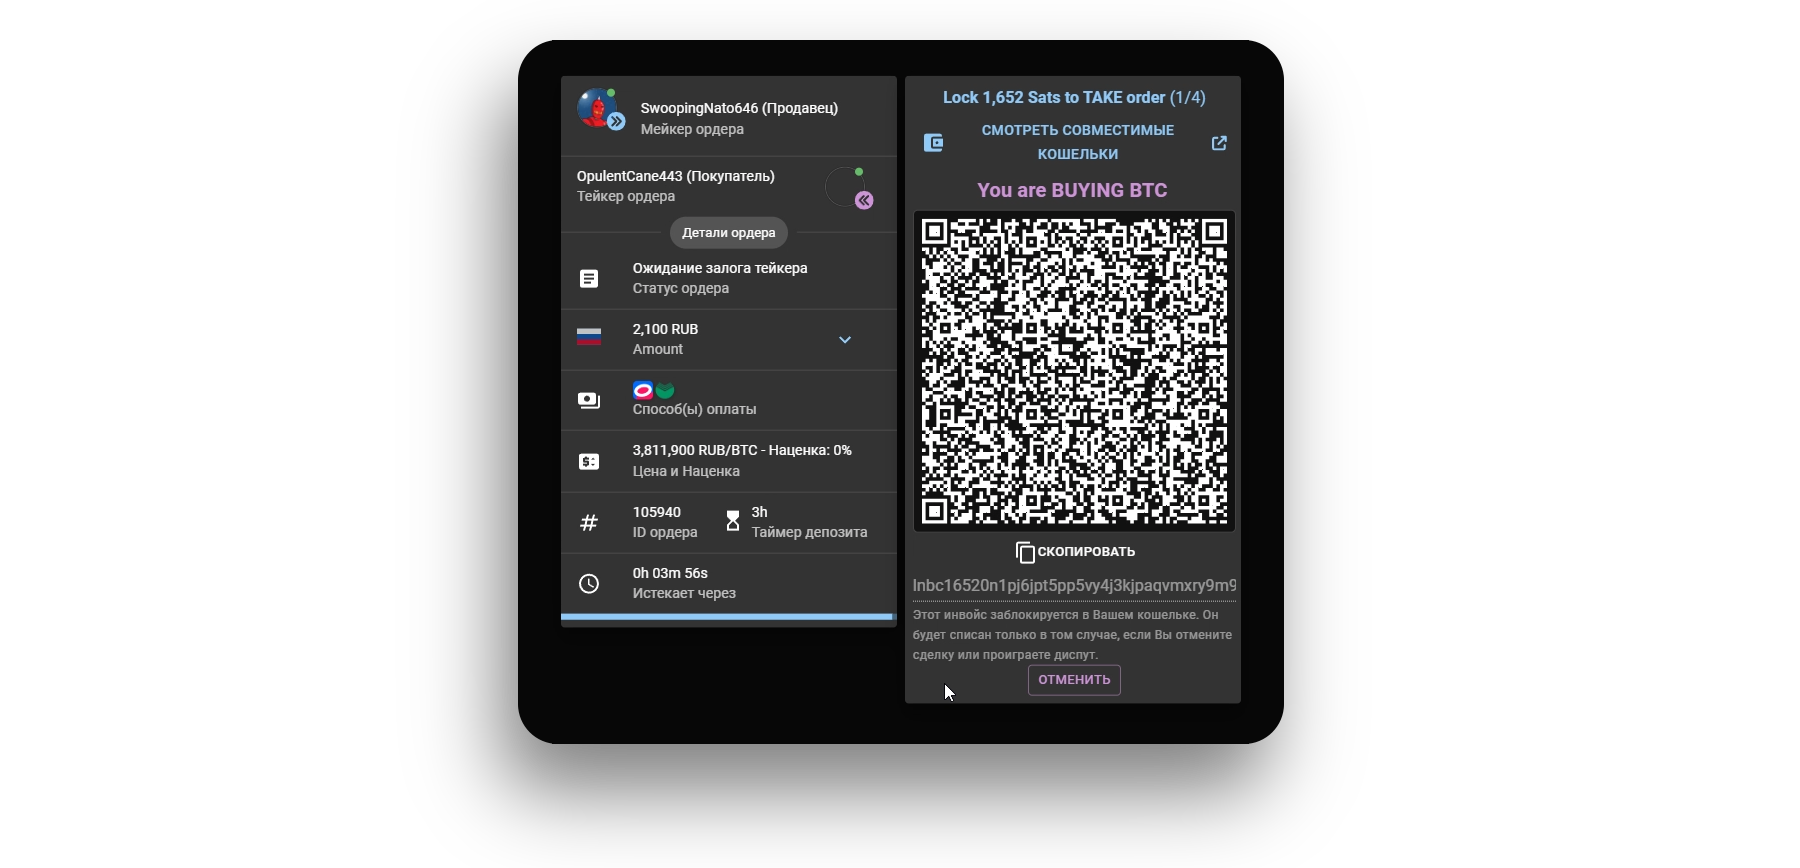 SwoopingNato646 (Продавец)
Мейкер ордера
OpulentCane443 (Покупатель)
Тейкер ордера
Детали ордера
Ожидание залога тейкера
Статус ордера
2,100 RUB
Amount
Способ(ы) оплаты
3,811,900 RUB/BTC - Наценка: 0%
Цена и Наценка
105940
ID ордера
3h
Таймер депозита
0h 03m 56s
Истекает через
Lock 1,652 Sats to TAKE order (1/4)
СМОТРЕТЬ СОВМЕСТИМЫЕ
КОШЕЛЬКИ
You are BUYING BTC
СКОПИРОВАТЬ
lnbc16520n1pj6jpt5pp5vy4j3kjpaqvmxry9m9
Этот инвойс заблокируется в Вашем кошельке. Он
будет списан только в том случае, если Вы отмените
сделку или проиграете диспут.
ОТМЕНИТЬ